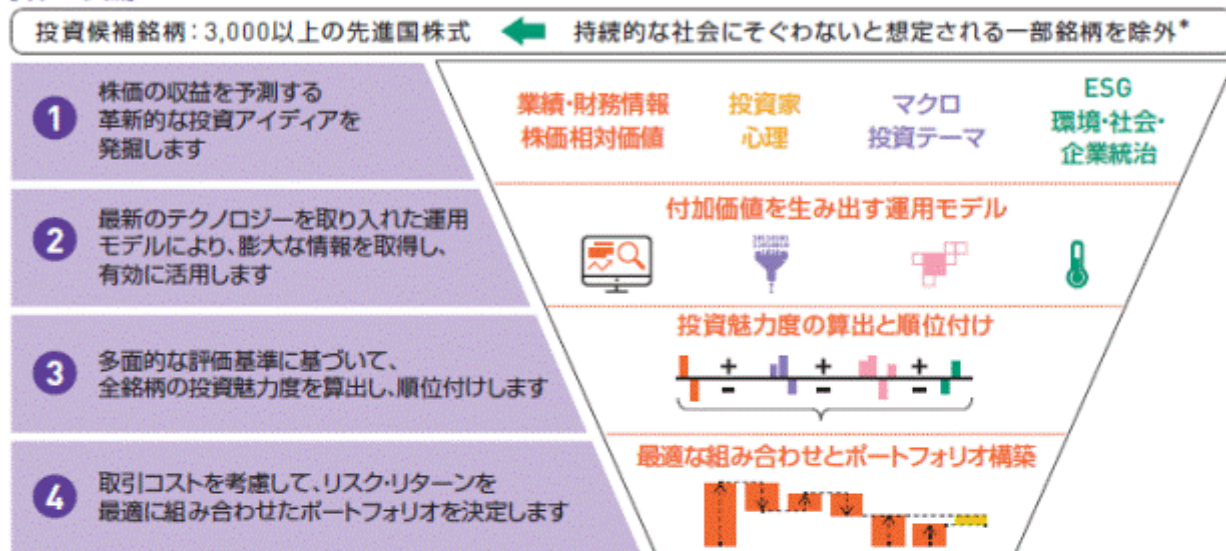 投資候補銘柄：3,000以上の先進国株式
持続的な社会にそぐわないと想定される一部銘柄を除外*
1
株価の収益を予測する
革新的な投資アイディアを
発掘します
業績・財務情報
株価相対価値
投資家
心理
マクロ
投資テーマ
ESG
環境・社会・
企業統治
2
最新のテクノロジーを取り入れた運用
モデルにより、膨大な情報を取得し、
有効に活用します
付加価値を生み出す運用モデル
3
多面的な評価基準に基づいて、
全銘柄の投資魅力度を算出し、順位付けします
投資魅力度の算出と順位付け
+ + +
− − −
4
取引コストを考慮して、リスク・リターンを
最適に組み合わせたポートフォリオを決定します
最適な組み合わせとポートフォリオ構築